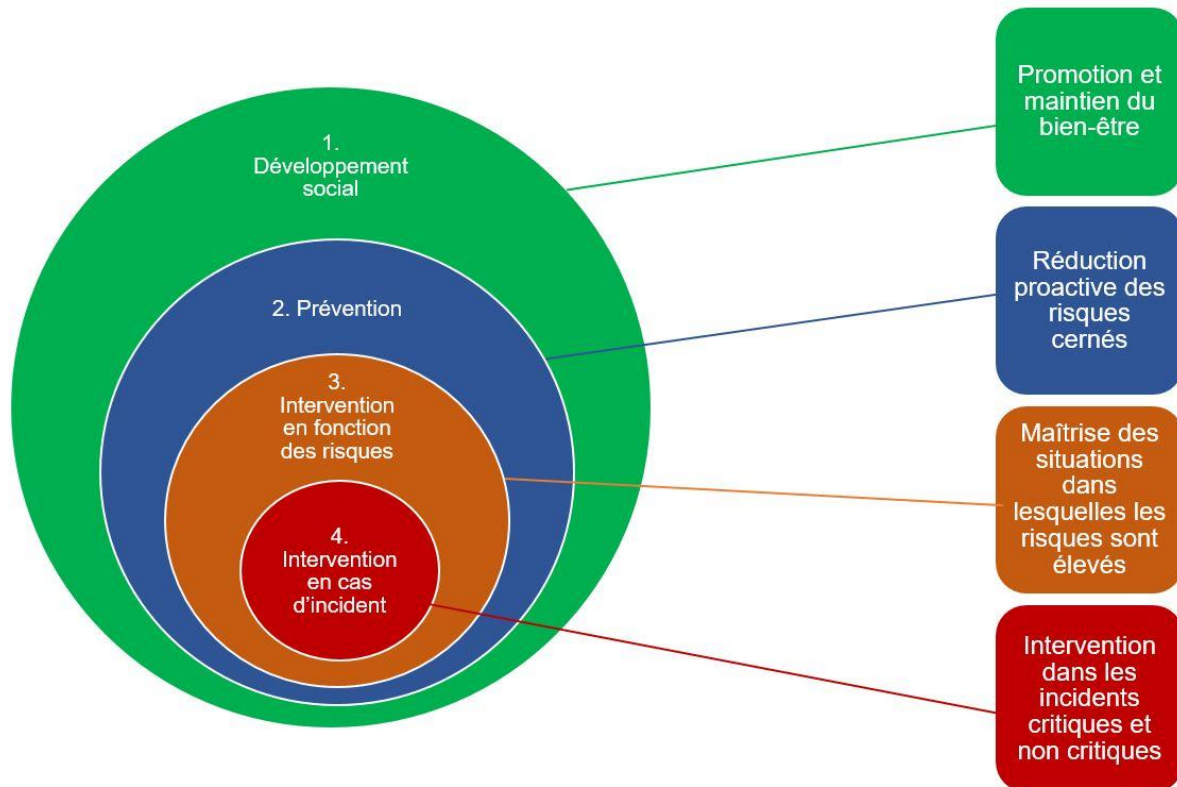 1.
Développement
social
2. Prévention
3.
Intervention
en fonction
des risques
4.
Intervention
en cas
d'incident
Promotion et
maintien du
bien-être
Réduction
proactive des
risques
cernés
Maîtrise des
situations
dans
lesquelles les
risques sont
élevés
Intervention
dans les
incidents
critiques et
non critiques